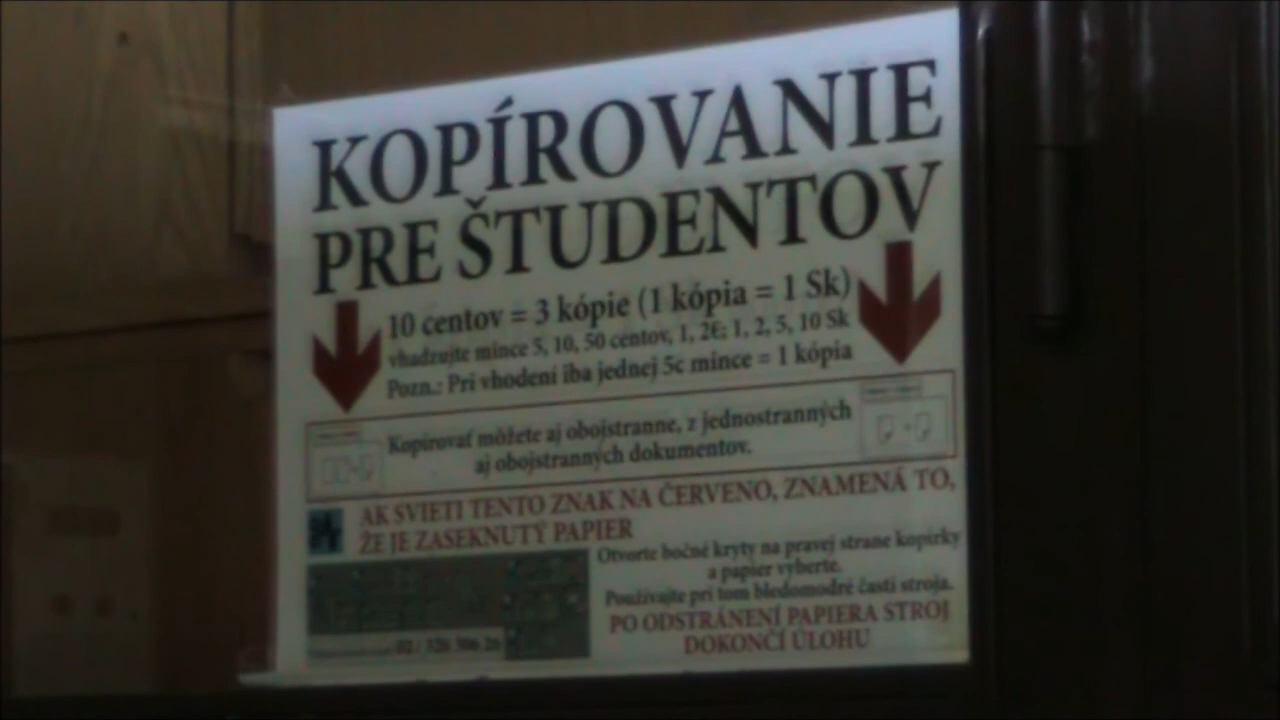 KOPÍROVANIE
PRE ŠTUDENTOV
10 centov = 3 kópie (1 kópia = 1 Sk)
vhadzujte mince 5, 10, 50 centov, 1, 2€; 1, 2, 5, 10 Sk
Pozn.: Pri vhodení iba jednej 5c mince = 1 kópia
Kopírovať môžete aj obojstranne, z jednostranných
aj obojstranných dokumentov.
AK SVIETI TENTO ZNAK NA ČERVENO, ZNAMENÁ TO,
ŽE JE ZASEKNUTÝ PAPIER
Otvorte bočné kryty na pravej strane kopírky
a papier vyberte.
Používajte pri tom bledomodré časti stroja.
PO ODSTRÁNENÍ PAPIERA STROJ
DOKONČÍ ÚLOHU